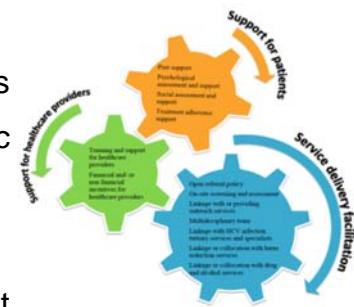 Support for patients
Peer support
Psychological
assessment and support
Social assessment and
support
Treatment adherence
support
Support for healthcare providers
Training and support
for healthcare
providers
Financial and/ or
non financial
incentives for
healthcare providers
Service delivery facilitation
Open referral policy
On-site screening and assessment
Linkage with or providing
outreach services
Multidisciplinary team
Linkage with HCV infection
tertiary services and specialists
Linkage or collocation with harm
reduction services
Linkage or collocation with drug
and alcohol services